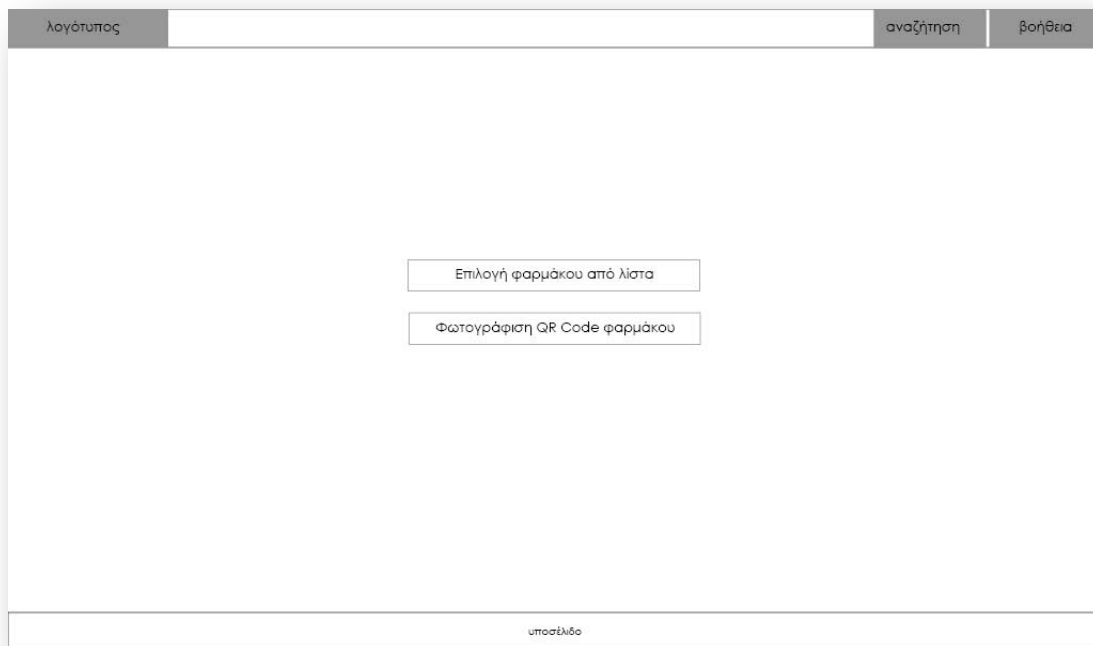 λογότυπος
αναζήτηση
βοήθεια
Επιλογή φαρμάκου από λίστα
Φωτογράφιση QR Code φαρμάκου
υποσέλιδο